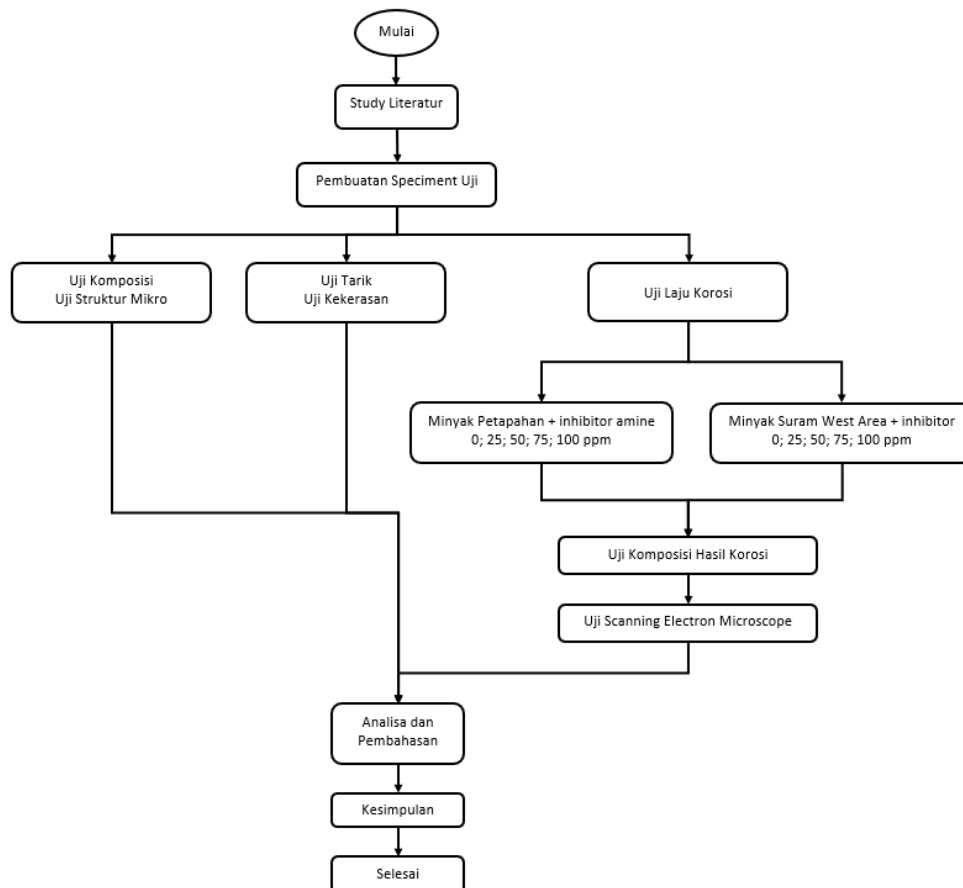 Mulai
Study Literatur
Pembuatan Speciment Uji
Uji Komposisi
Uji Struktur Mikro
Uji Tarik
Uji Kekerasan
Uji Laju Korosi
Minyak Petapahan + inhibitor amine
0; 25; 50; 75; 100 ppm
Minyak Suram West Area + inhibitor
0; 25; 50; 75; 100 ppm
Uji Komposisi Hasil Korosi
Uji Scanning Electron Microscope
Analisa dan
Pembahasan
Kesimpulan
Selesai